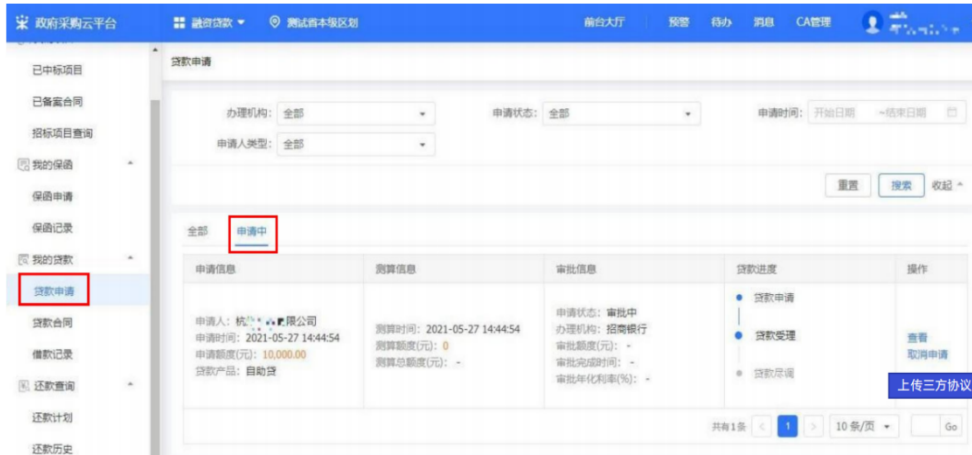 政府采购云平台 融资贷款 测试省本级区划 前台大厅 预警 待办 消息 CA管理
已中标项目
已备案合同
招标项目查询
我的保函
保函申请
保函记录
我的贷款
贷款申请
贷款合同
借款记录
还款查询
还款计划
还款历史
贷款申请
办理机构: 全部 申请状态: 全部 申请时间: 开始日期 ~结束日期
申请人类型: 全部
重置 搜索 收起
全部 申请中
申请信息 测算信息 审批信息 贷款进度 操作
申请人: 杭 限公司
申请时间: 2021-05-27 14:44:54
申请额度(元): 10,000.00
贷款产品: 自助贷
测算时间: 2021-05-27 14:44:54
测算额度(元): 0
测算总额度(元): -
申请状态: 审批中
办理机构: 招商银行
审批额度(元): -
审批完成时间: -
审批年化利率(%): -
贷款申请
贷款受理
贷款尽调
查看
取消申请
上传三方协议
共有1条 < 1 > 10 条/页 Go